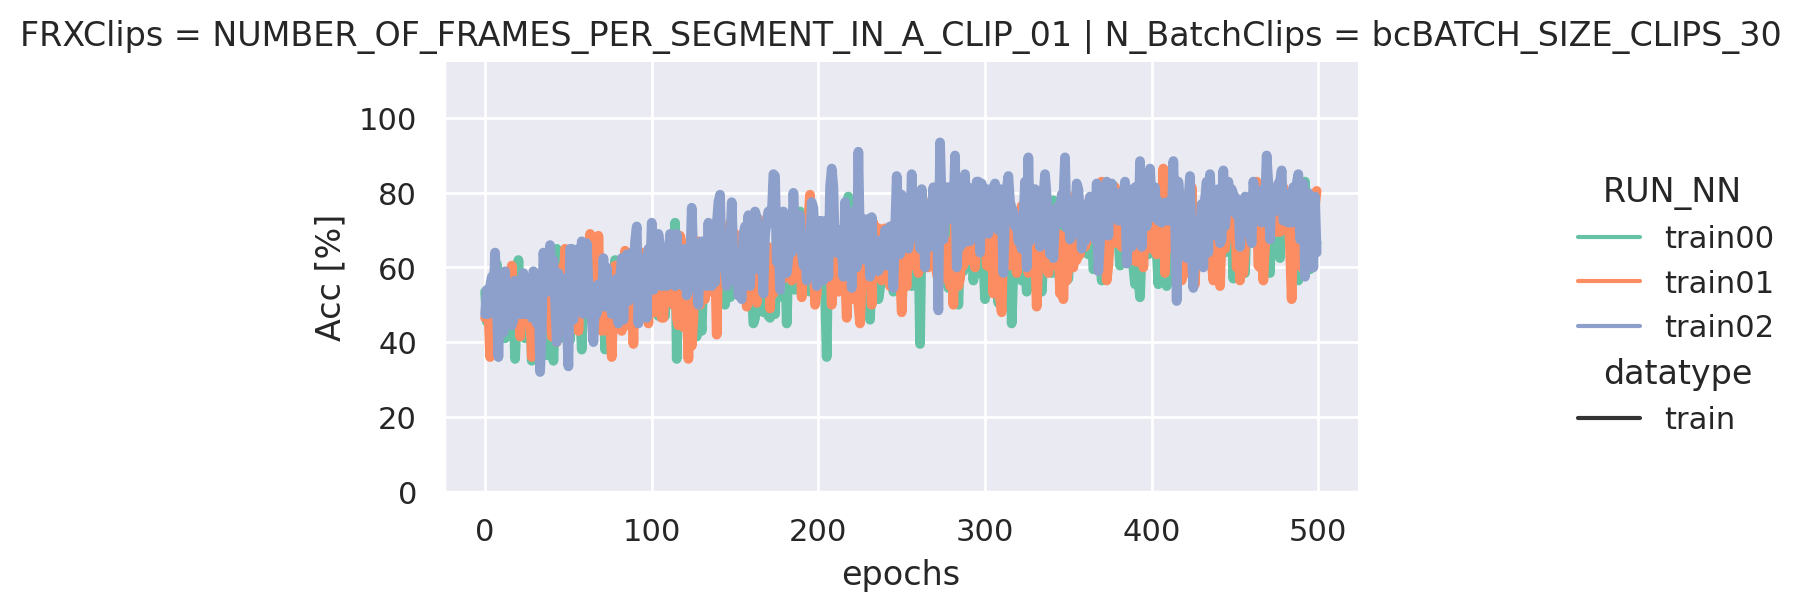 FRXClips = NUMBER_OF_FRAMES_PER_SEGMENT_IN_A_CLIP_01 | N_BatchClips = bcBATCH_SIZE_CLIPS_30
100
80
60
40
20
0
Acc [%]
0 100 200 300 400 500
epochs
RUN_NN
train00
train01
train02
datatype
train